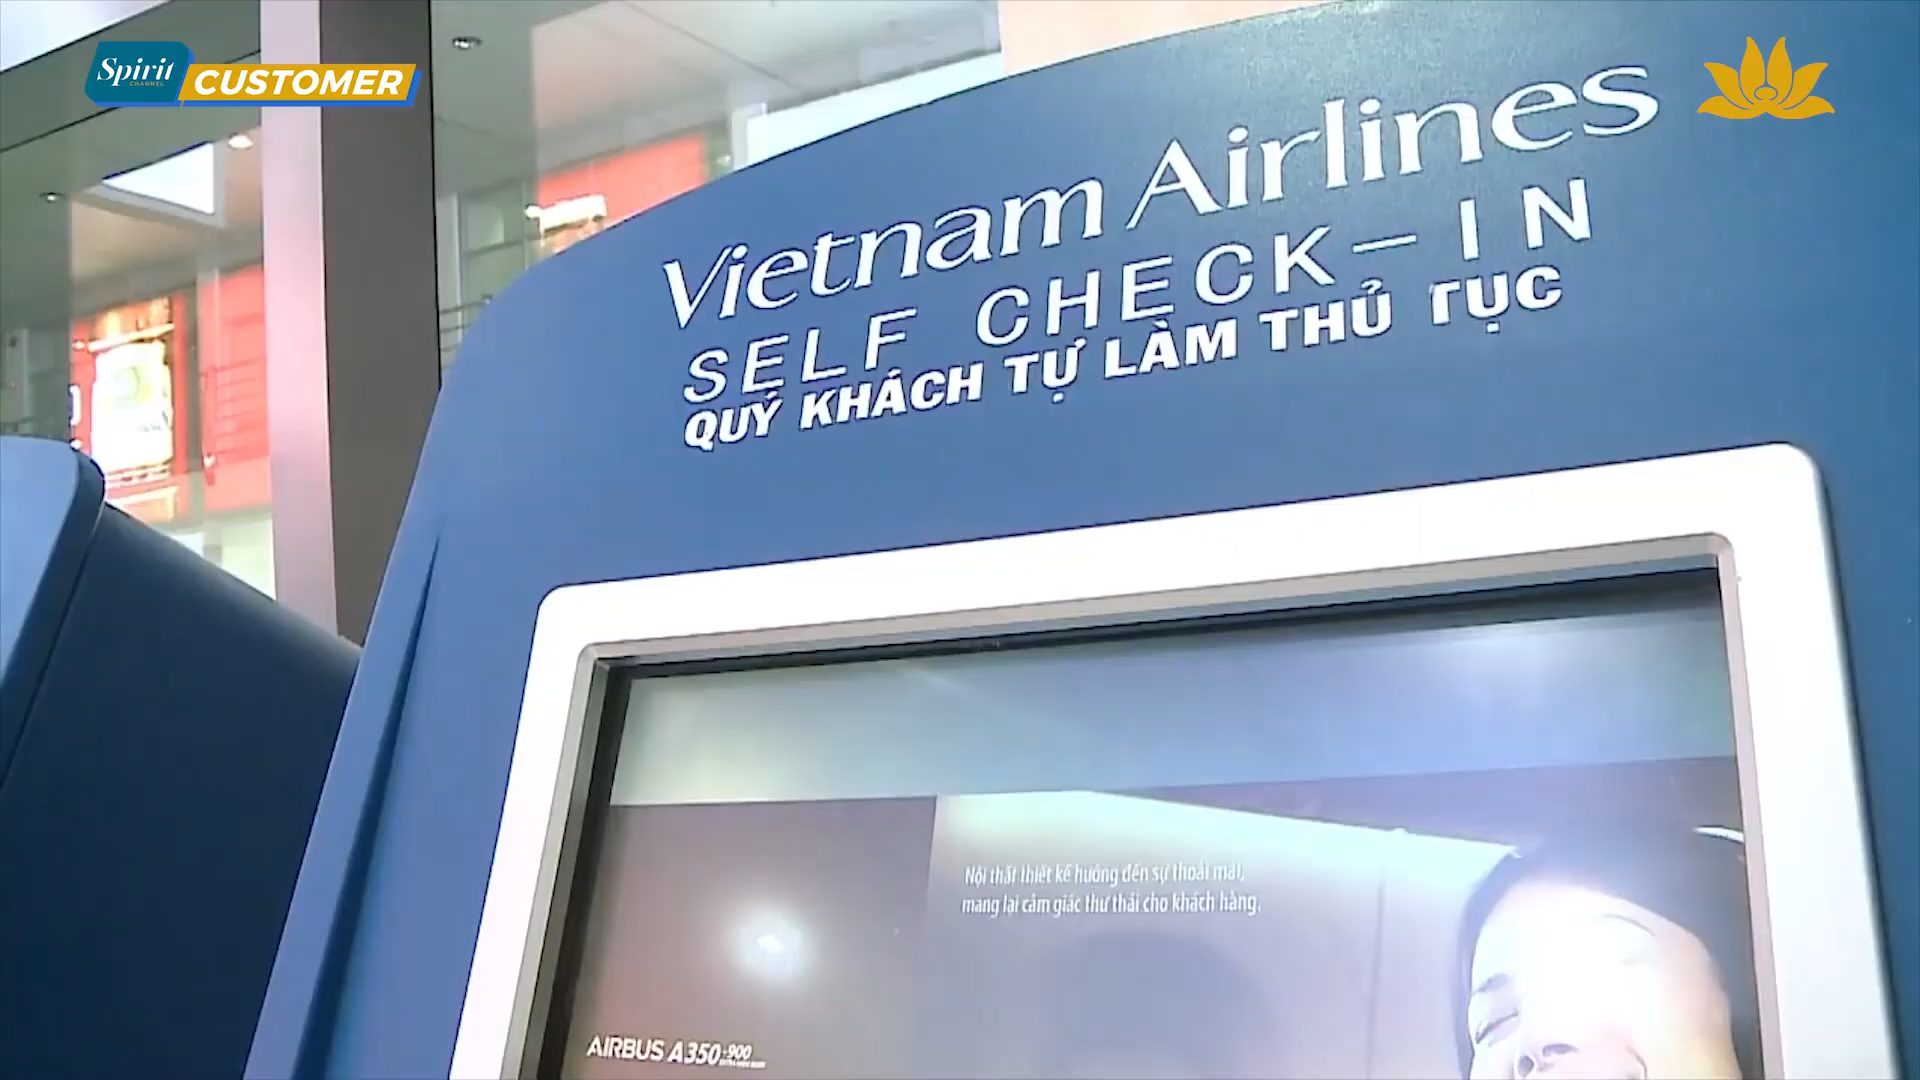 Spirit
CHANNEL
CUSTOMER
Vietnam Airlines
SELF CHECK-IN
QUÝ KHÁCH TỰ LÀM THỦ TỤC
Nội thất thiết kế hướng đến sự thoải mái,
mang lại cảm giác thư thái cho khách hàng.
AIRBUS A350-900